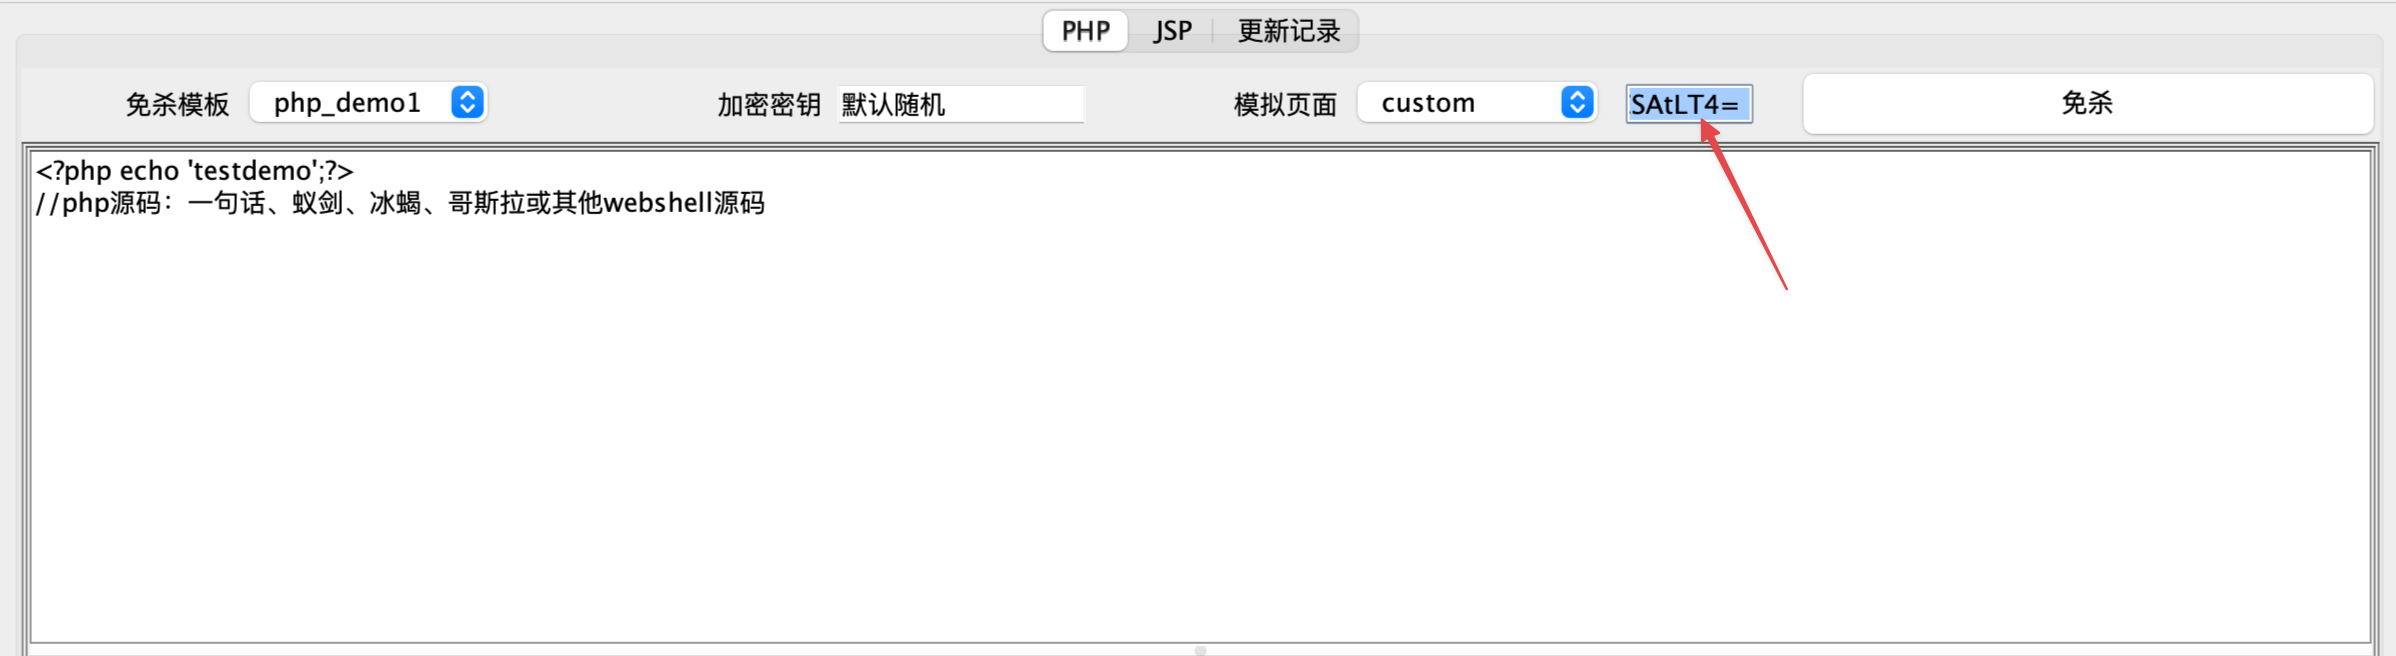 PHP JSP 更新记录
免杀模板 php_demo1 加密密钥 默认随机 模拟页面 custom SAtLT4= 免杀
<?php echo 'testdemo';?>
//php源码：一句话、蚁剑、冰蝎、哥斯拉或其他webshell源码